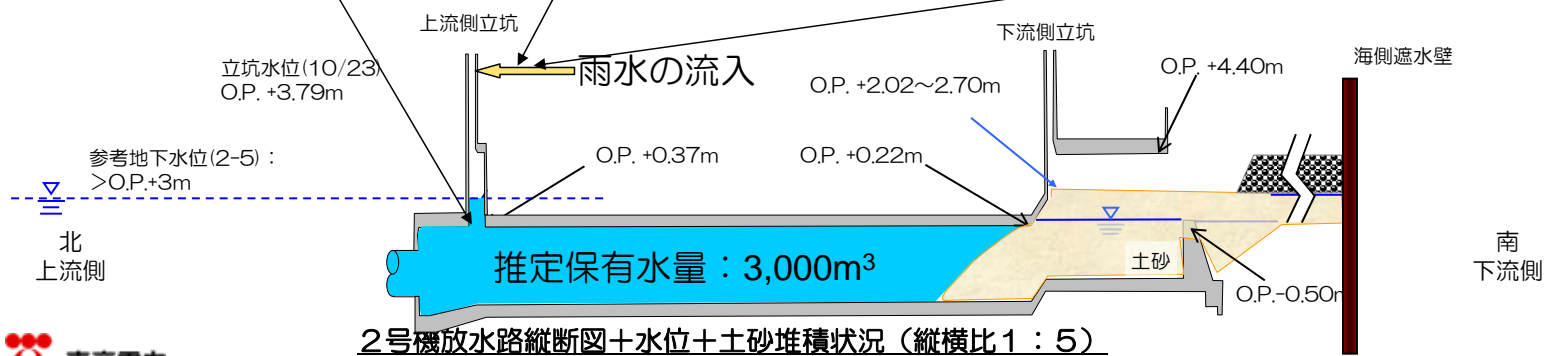 上流側立坑
下流側立坑
海側遮水壁
雨水の流入
立坑水位(10/23)
O.P. +3.79m
O.P. +2.02～2.70m
O.P. +4.40m
参考地下水位(2-5)：
>O.P.+3m
O.P. +0.37m
O.P. +0.22m
北
上流側
推定保有水量：3,000m³
土砂
南
下流側
O.P.-0.50
２号機放水路縦断図＋水位＋土砂堆積状況（縦横比１：５）